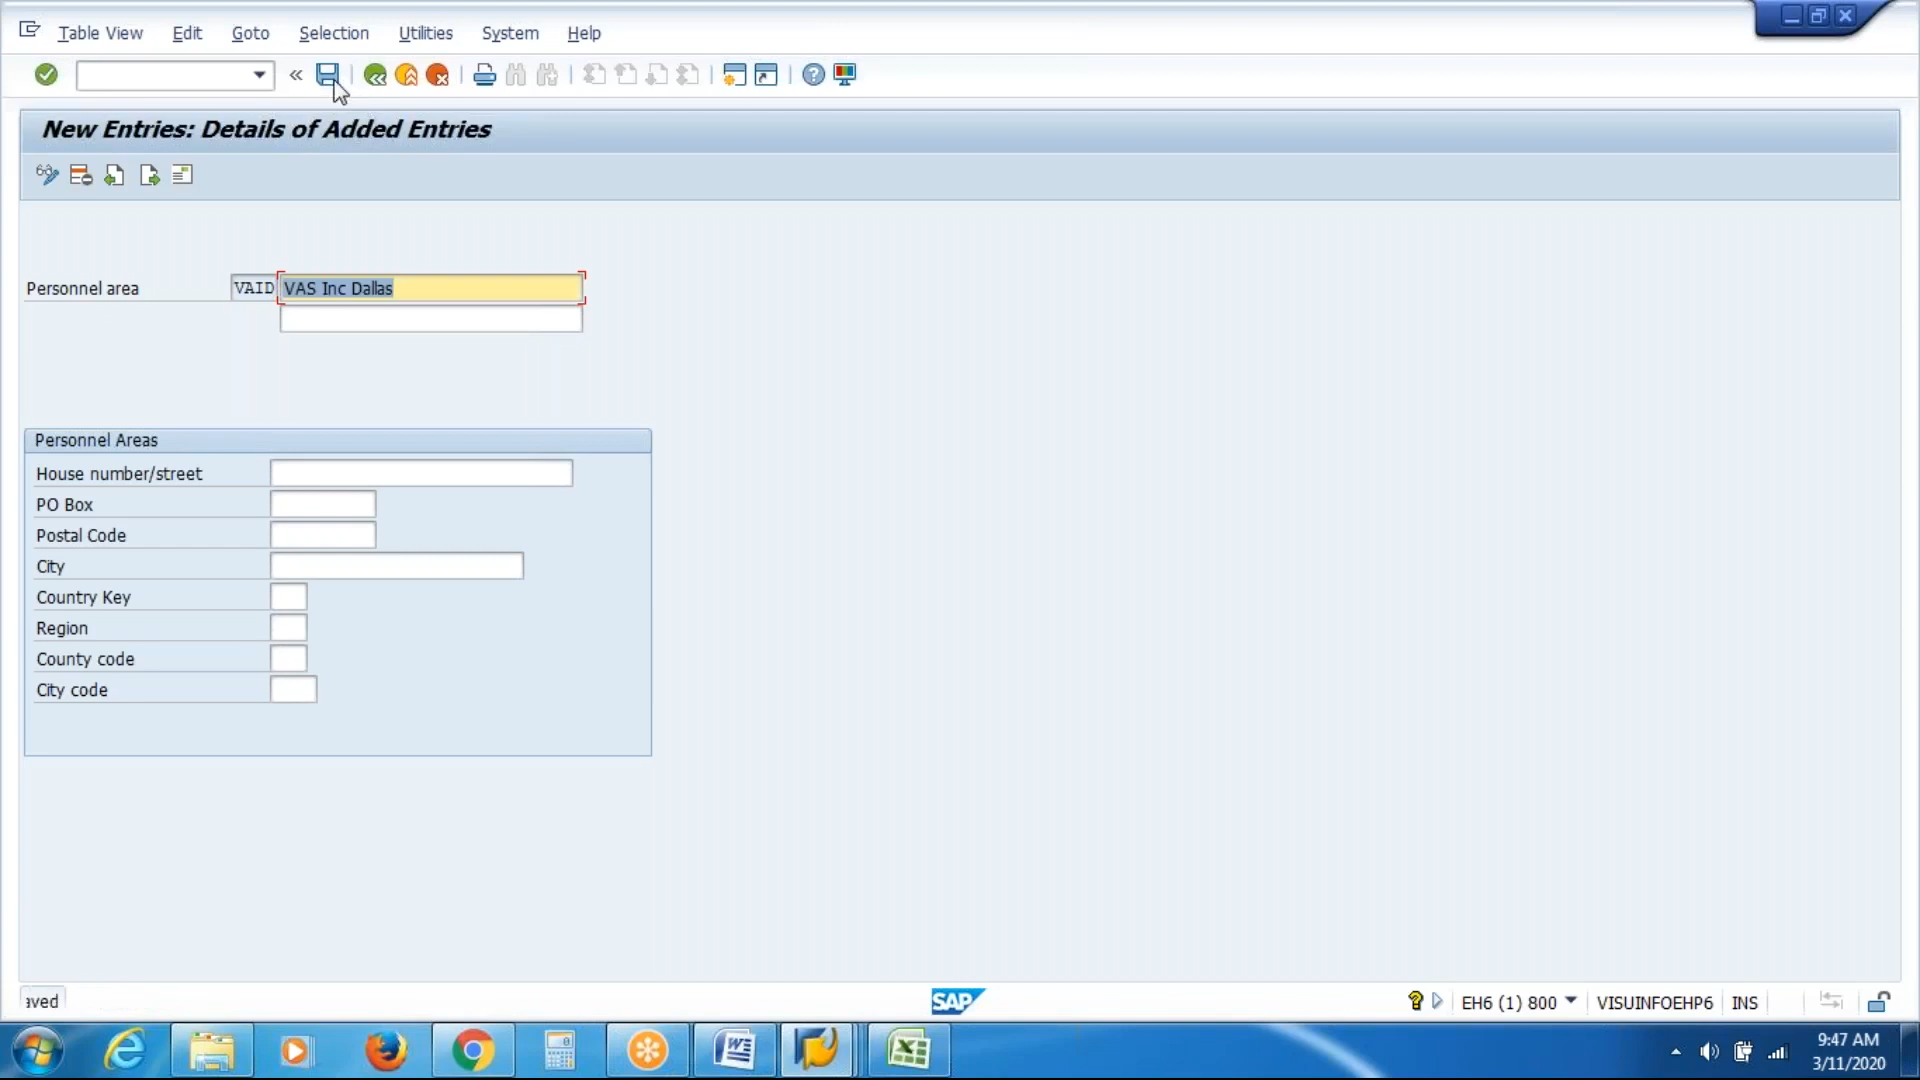 Table View Edit Goto Selection Utilities System Help
New Entries: Details of Added Entries
Personnel area VAID VAS Inc Dallas
Personnel Areas
House number/street
PO Box
Postal Code
City
Country Key
Region
County code
City code
aved SAP EH6 (1) 800 VISUINFOEHP6 INS
9:47 AM
3/11/2020